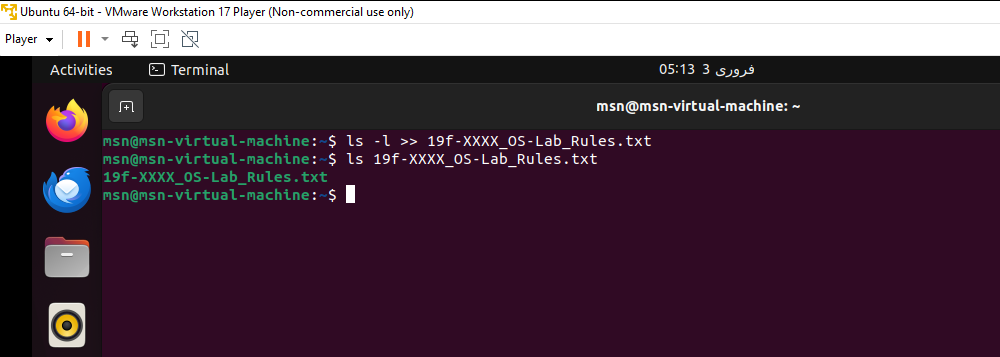 Ubuntu 64-bit - VMware Workstation 17 Player (Non-commercial use only)
Player
Activities
Terminal
05:13 3 فروری
msn@msn-virtual-machine: ~
msn@msn-virtual-machine:~$ ls -l >> 19f-XXXX_OS-Lab_Rules.txt
msn@msn-virtual-machine:~$ ls 19f-XXXX_OS-Lab_Rules.txt
19f-XXXX_OS-Lab_Rules.txt
msn@msn-virtual-machine:~$